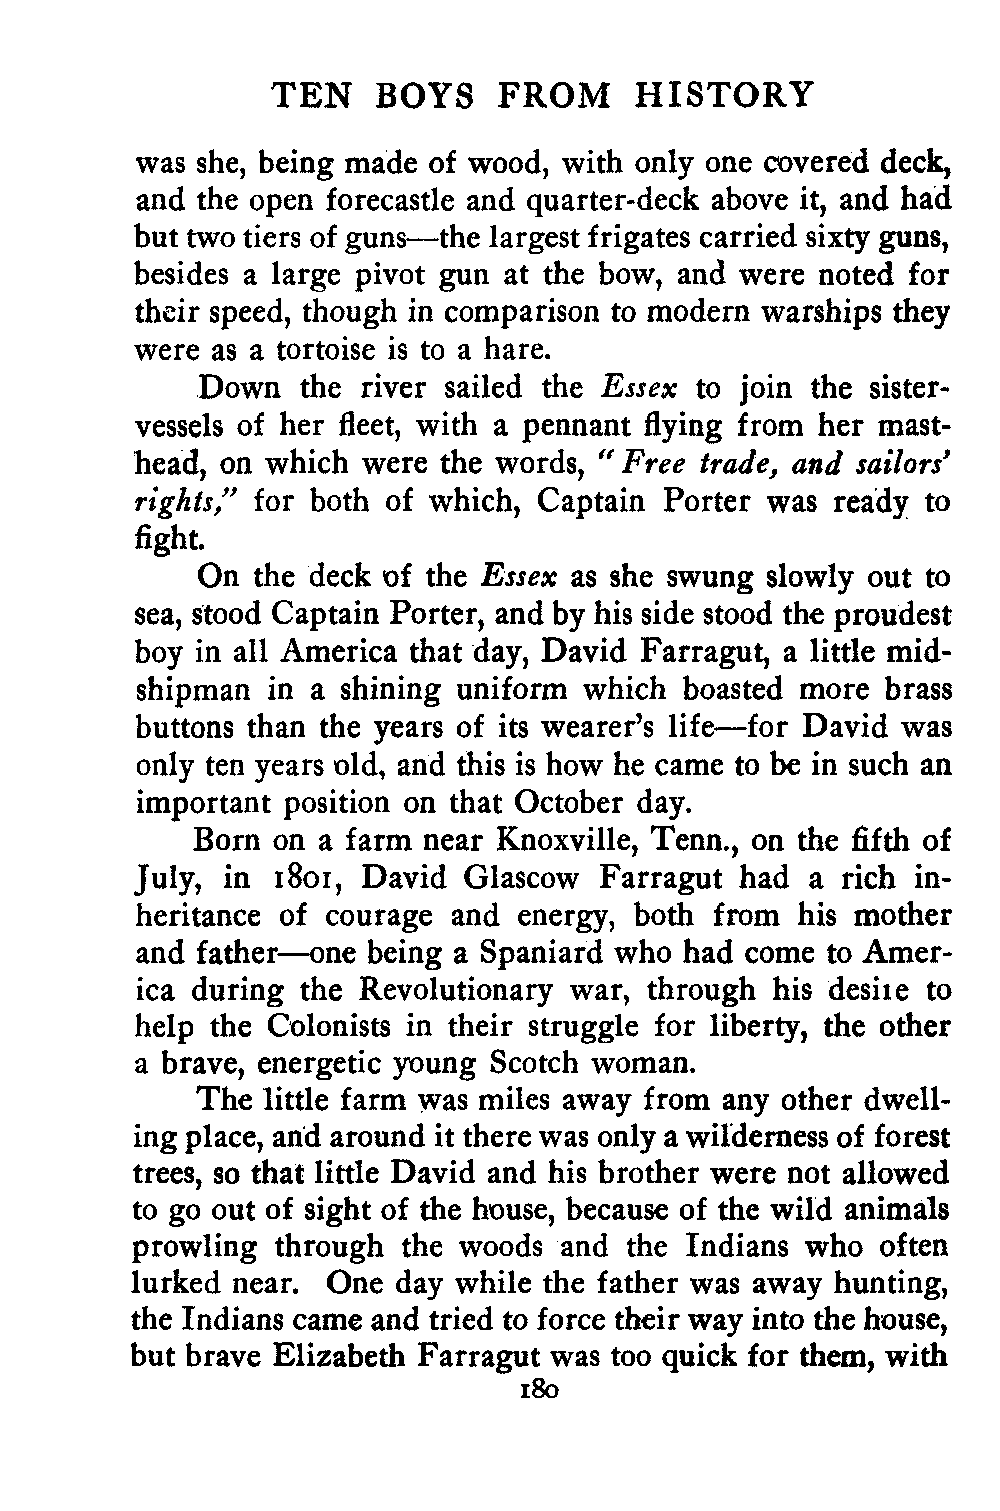 TEN BOYS FROM HISTORY
was she, being made of wood, with only one covered deck,
and the open forecastle and quarter-deck above it, and had
but two tiers of guns—the largest frigates carried sixty guns,
besides a large pivot gun at the bow, and were noted for
their speed, though in comparison to modern warships they
were as a tortoise is to a hare.
Down the river sailed the Essex to join the sister-
vessels of her fleet, with a pennant flying from her mast-
head, on which were the words, “Free trade, and sailors’
rights,” for both of which, Captain Porter was ready to
fight.
On the deck of the Essex as she swung slowly out to
sea, stood Captain Porter, and by his side stood the proudest
boy in all America that day, David Farragut, a little mid-
shipman in a shining uniform which boasted more brass
buttons than the years of its wearer’s life—for David was
only ten years old, and this is how he came to be in such an
important position on that October day.
Born on a farm near Knoxville, Tenn., on the fifth of
July, in 1801, David Glascow Farragut had a rich in-
heritance of courage and energy, both from his mother
and father—one being a Spaniard who had come to Amer-
ica during the Revolutionary war, through his desire to
help the Colonists in their struggle for liberty, the other
a brave, energetic young Scotch woman.
The little farm was miles away from any other dwell-
ing place, and around it there was only a wilderness of forest
trees, so that little David and his brother were not allowed
to go out of sight of the house, because of the wild animals
prowling through the woods and the Indians who often
lurked near. One day while the father was away hunting,
the Indians came and tried to force their way into the house,
but brave Elizabeth Farragut was too quick for them, with
180